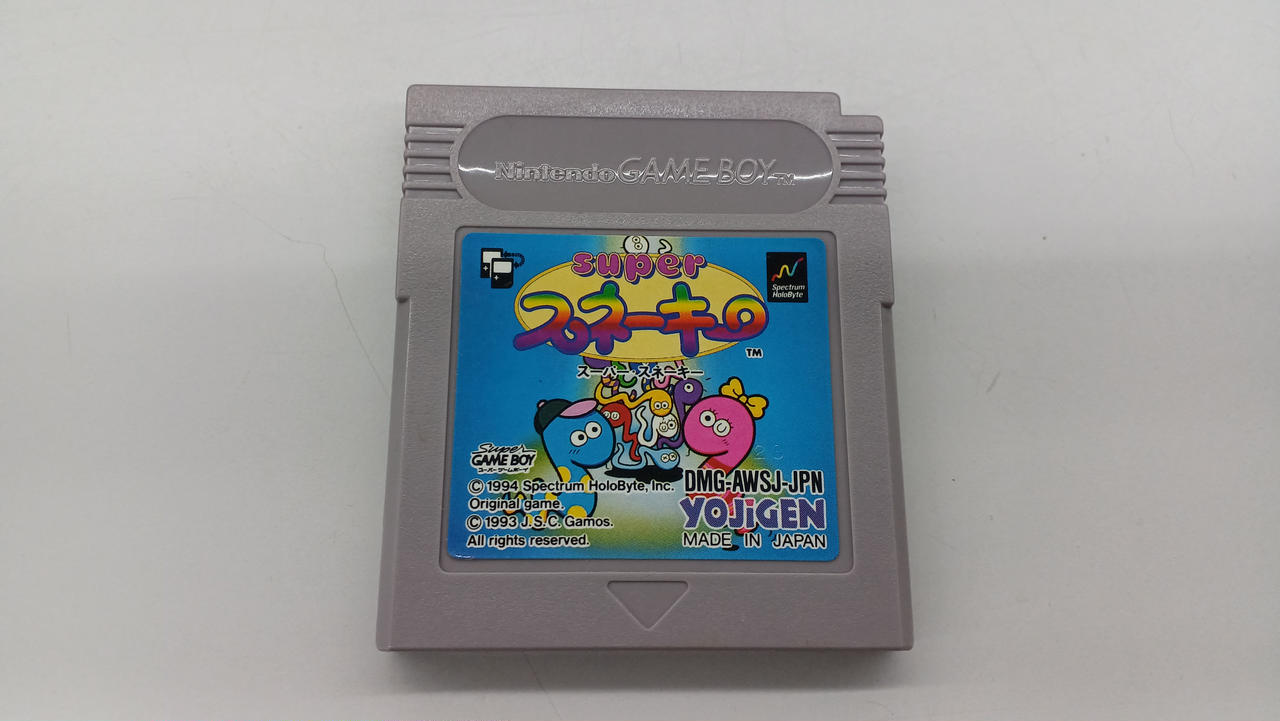 Nintendo GAME BOY TM
super
スネーキー
TM
スーパー・スネーキー
Spectrum
HoloByte
Super
GAME BOY
スーパーゲームボーイ
© 1994 Spectrum HoloByte, Inc.
Original game.
© 1993 J.S.C. Gamos.
All rights reserved.
DMG-AWSJ-JPN
YOJIGEN
MADE IN JAPAN